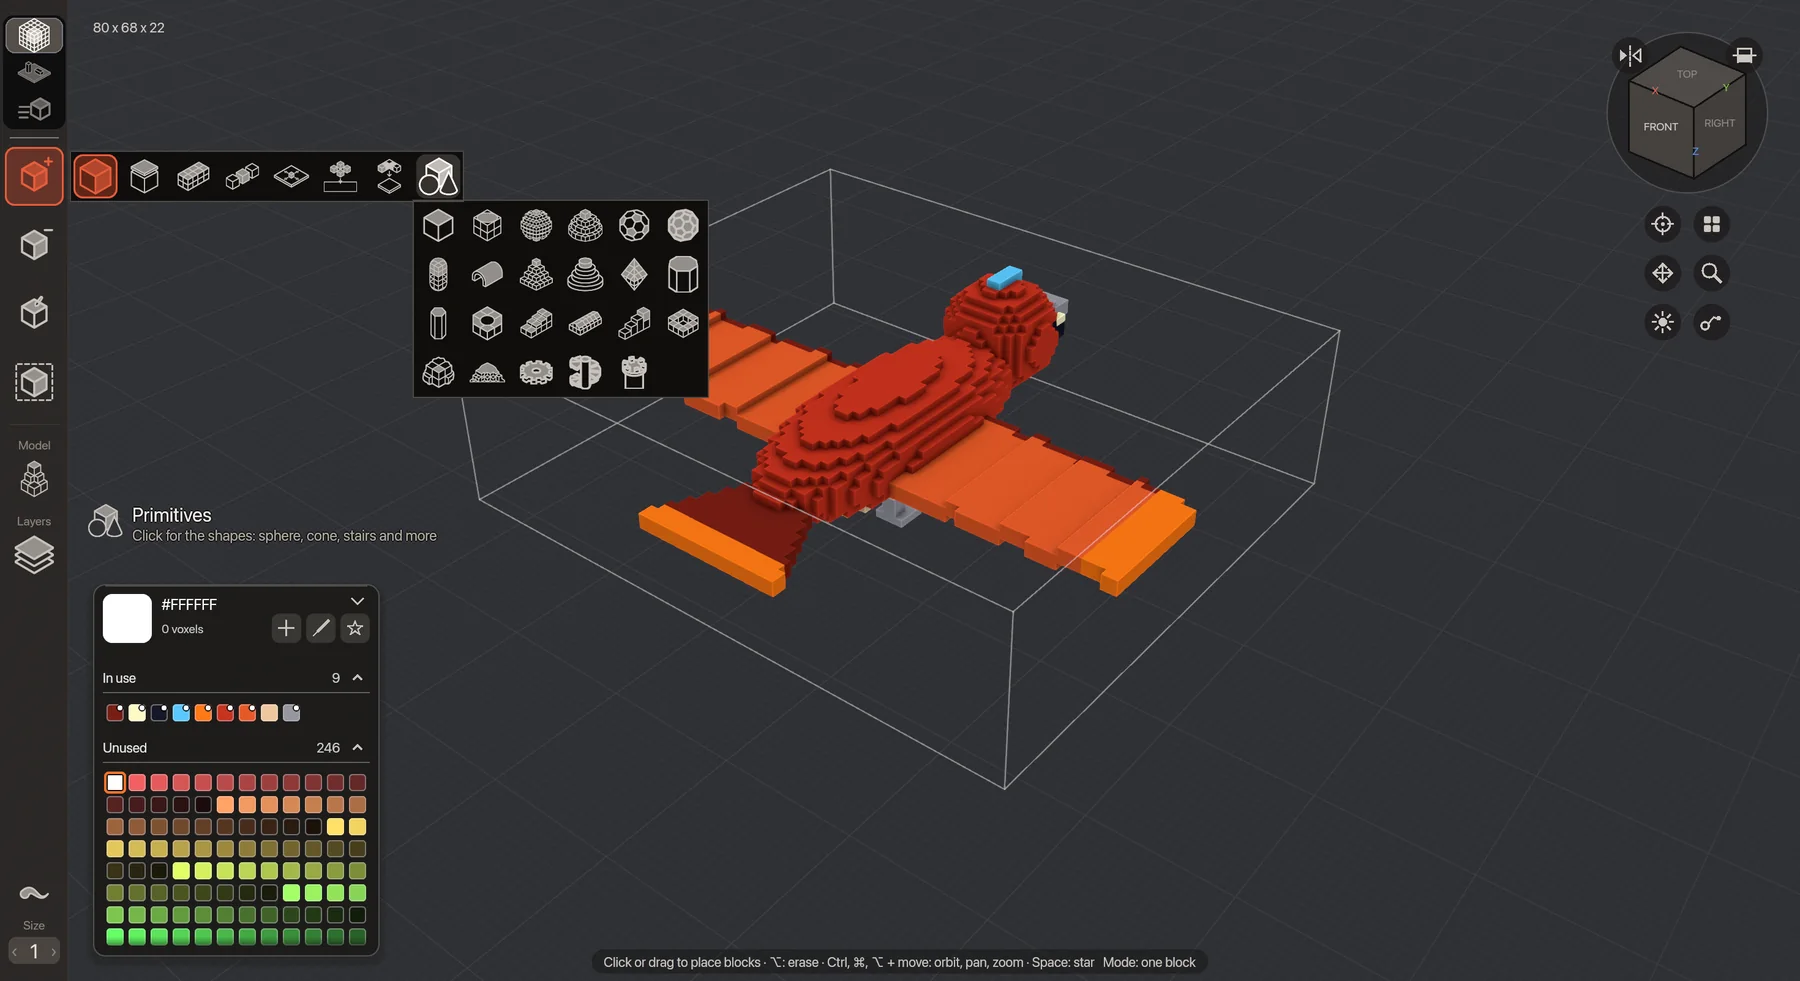 80 x 68 x 22
TOP
X
Y
FRONT
RIGHT
Z
Model
Layers
Primitives
Click for the shapes: sphere, cone, stairs and more
#FFFFFF
0 voxels
In use
9
Unused
246
Size
1
Click or drag to place blocks · ⌥: erase · Ctrl, ⌘, ⌥ + move: orbit, pan, zoom · Space: star Mode: one block